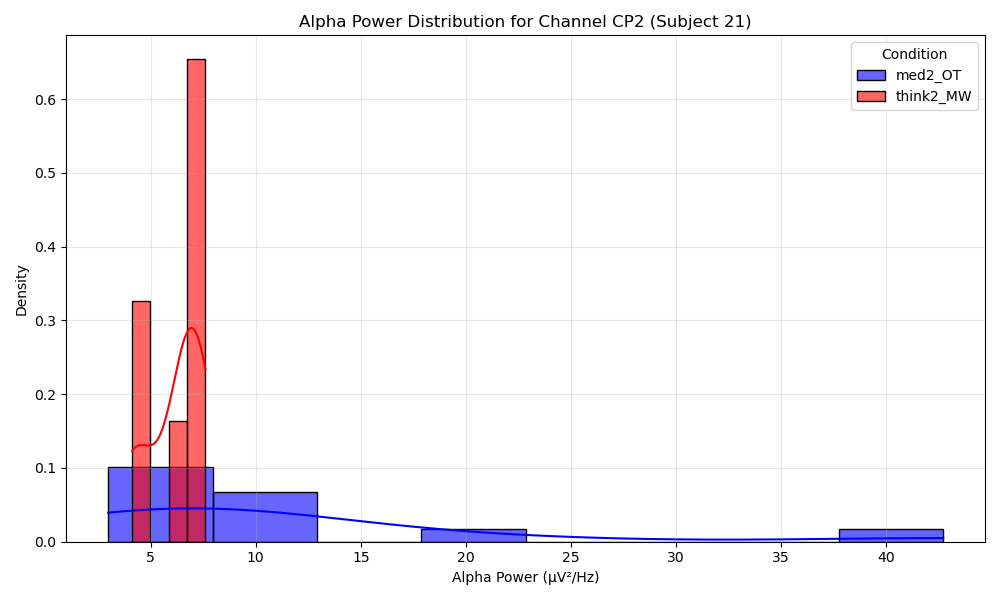 Alpha Power Distribution for Channel CP2 (Subject 21)
Condition
med2_OT
think2_MW
Density
0.6
0.5
0.4
0.3
0.2
0.1
0.0
5 10 15 20 25 30 35 40
Alpha Power (μV²/Hz)